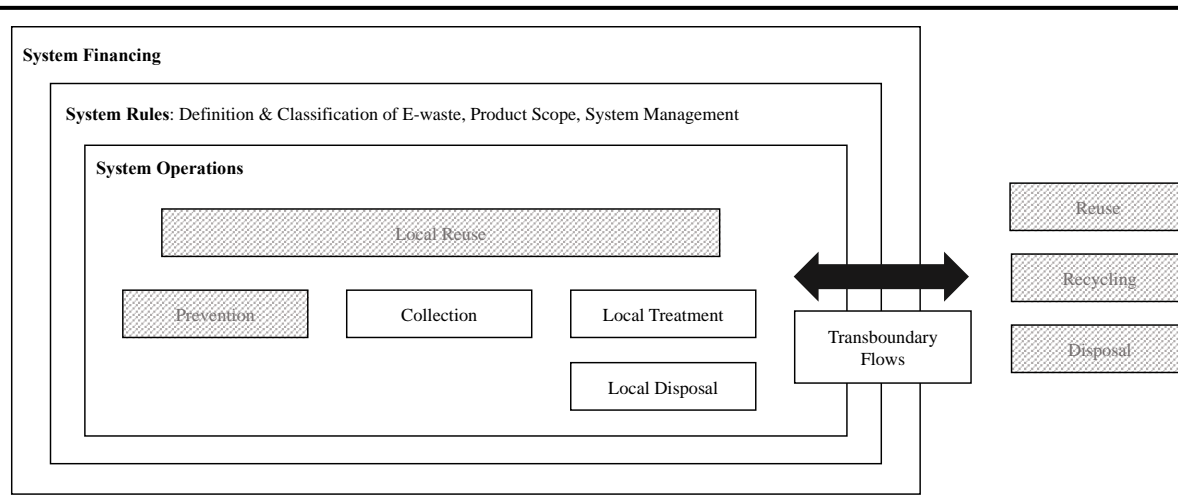 System Financing
System Rules: Definition & Classification of E-waste, Product Scope, System Management
System Operations
Local Reuse
Prevention
Collection
Local Treatment
Local Disposal
Transboundary
Flows
Reuse
Recycling
Disposal